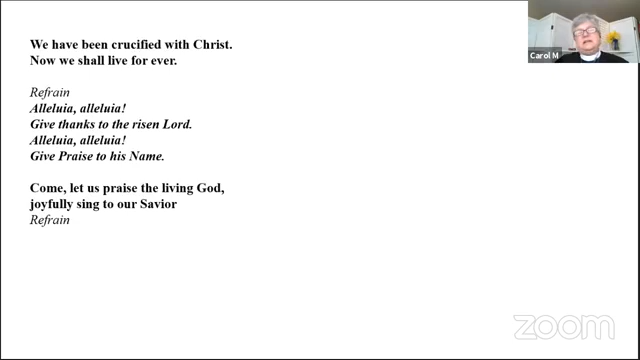 We have been crucified with Christ.
Now we shall live for ever.
Refrain
Alleluia, alleluia!
Give thanks to the risen Lord.
Alleluia, alleluia!
Give Praise to his Name.
Come, let us praise the living God,
joyfully sing to our Savior
Refrain
Carol M
zoom